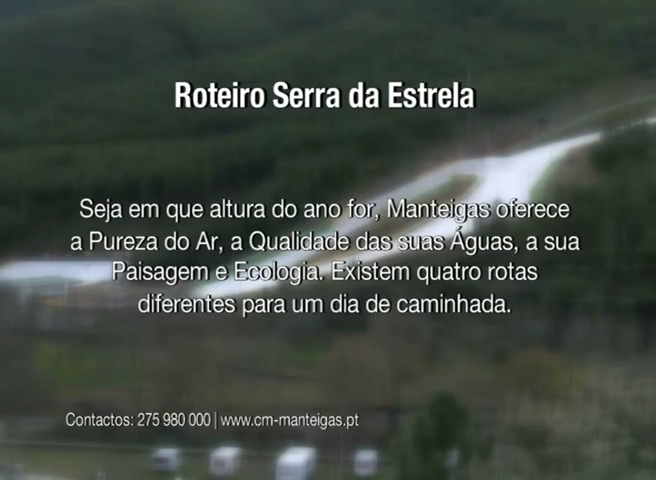 Roteiro Serra da Estrela
Seja em que altura do ano for, Manteigas oferece
a Pureza do Ar, a Qualidade das suas Águas, a sua
Paisagem e Ecologia. Existem quatro rotas
diferentes para um dia de caminhada.
Contactos: 275 980 000 | www.cm-manteigas.pt